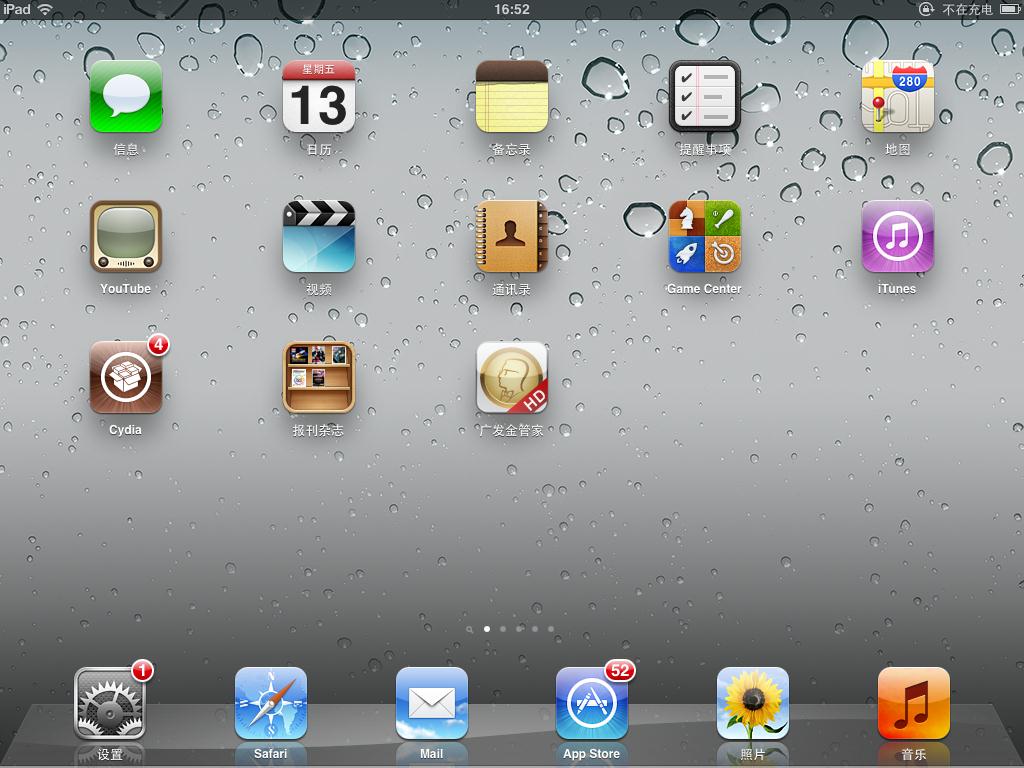 iPad 16:52 不在充电
星期五
13
280
信息 日历 备忘录 提醒事项 地图
YouTube 视频 通讯录 Game Center iTunes
4
HD
Cydia 报刊杂志 广发金管家
1 52
设置 Safari Mail App Store 照片 音乐